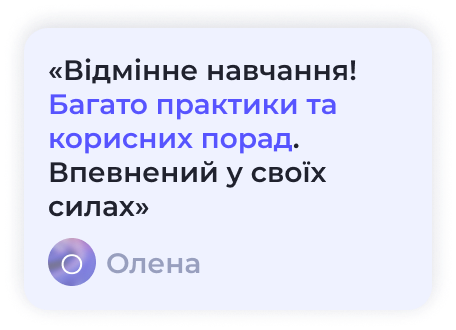 «Відмінне навчання!
Багато практики та
корисних порад.
Впевнений у своїх
силах»
О
Олена